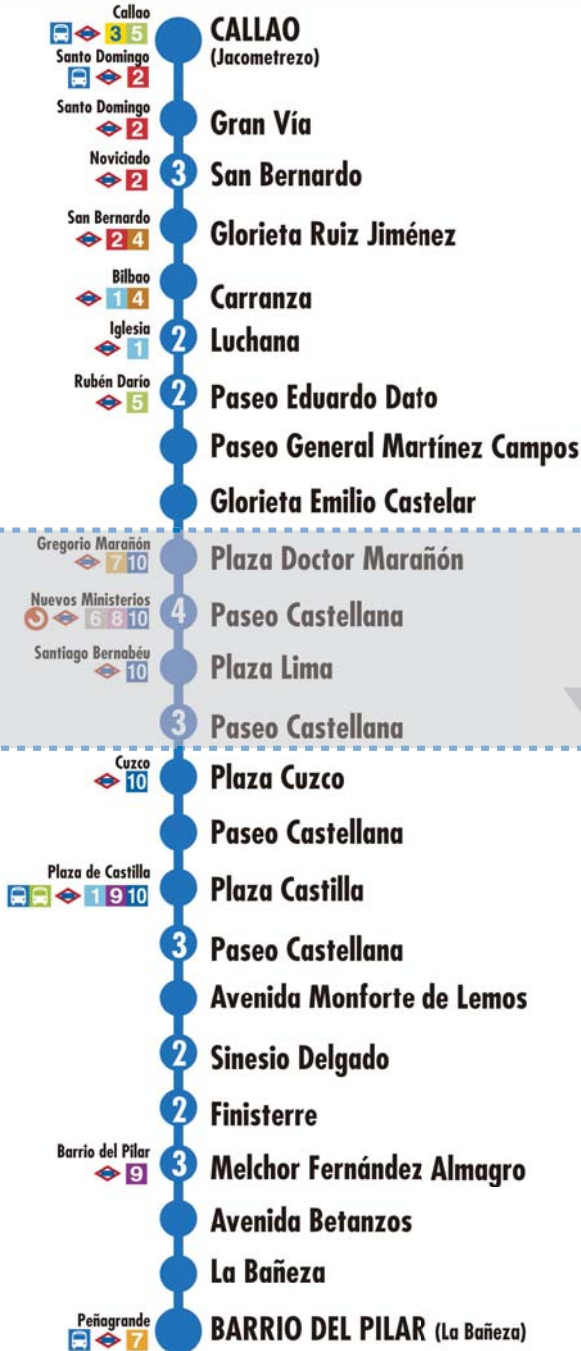 Callao
3 5
CALLAO
(Jacometrezo)
Santo Domingo
2
Santo Domingo
2
Gran Vía
Noviciado
2
3
San Bernardo
San Bernardo
2 4
Glorieta Ruiz Jiménez
Bilbao
1 4
Carranza
Iglesia
1
2
Luchana
Rubén Darío
5
2
Paseo Eduardo Dato
Paseo General Martínez Campos
Glorieta Emilio Castelar
Gregorio Marañón
7 10
Plaza Doctor Marañón
Nuevos Ministerios
6 8 10
4
Paseo Castellana
Santiago Bernabéu
10
Plaza Lima
3
Paseo Castellana
Cuzco
10
Plaza Cuzco
Paseo Castellana
Plaza de Castilla
1 9 10
Plaza Castilla
3
Paseo Castellana
Avenida Monforte de Lemos
2
Sinesio Delgado
2
Finisterre
Barrio del Pilar
9
3
Melchor Fernández Almagro
Avenida Betanzos
La Bañeza
Peñagrande
7
BARRIO DEL PILAR (La Bañeza)